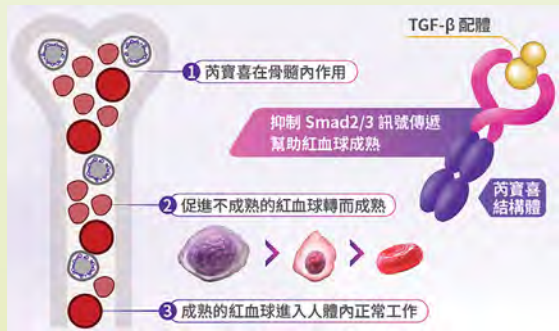 TGF-β 配體
1 芮寶喜在骨髓內作用
抑制 Smad2/3 訊號傳遞
幫助紅血球成熟
芮寶喜
結構體
2 促進不成熟的紅血球轉而成熟
3 成熟的紅血球進入人體內正常工作